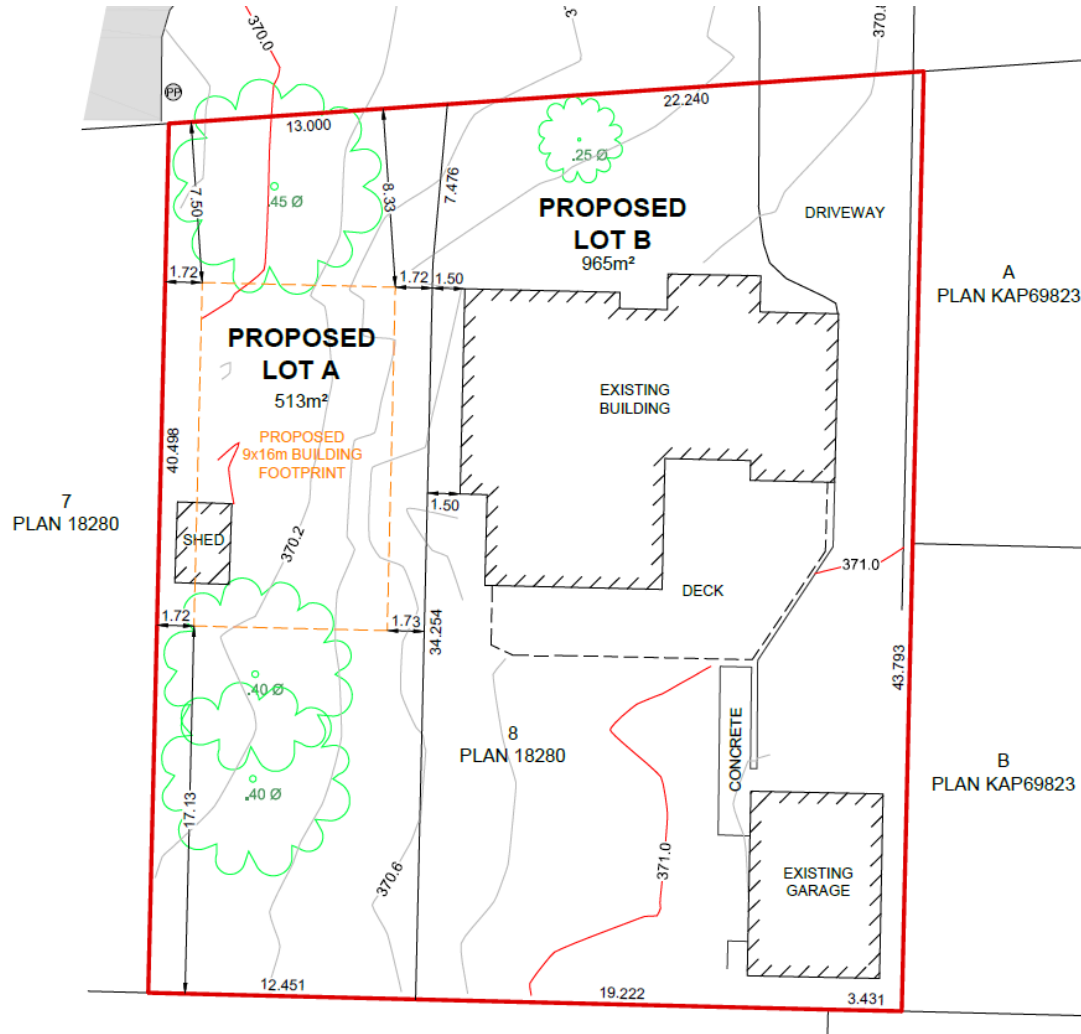 370.0
370.8
PP
13.000
22.240
.25 Ø
7.50
.45 Ø
8.33
7.476
PROPOSED
LOT B
965m²
DRIVEWAY
A
PLAN KAP69823
1.72
1.72
1.50
PROPOSED
LOT A
513m²
EXISTING
BUILDING
PROPOSED
9x16m BUILDING
FOOTPRINT
40.498
7
PLAN 18280
1.50
SHED
370.2
371.0
DECK
1.72
1.73
34.254
43.793
.40 Ø
8
PLAN 18280
CONCRETE
B
PLAN KAP69823
.40 Ø
17.13
370.6
371.0
EXISTING
GARAGE
12.451
19.222
3.431